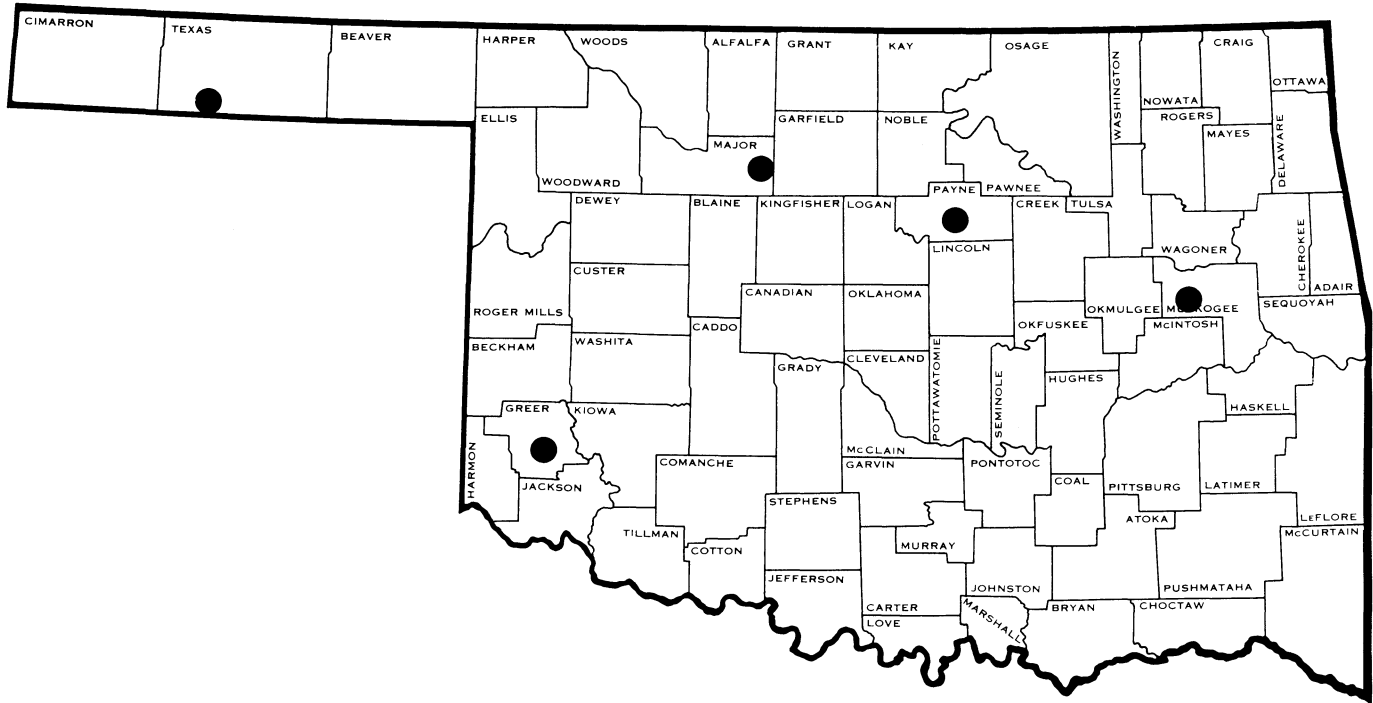 CIMARRON
TEXAS
BEAVER
HARPER
WOODS
ALFALFA
GRANT
KAY
OSAGE
WASHINGTON
NOWATA
CRAIG
OTTAWA
ELLIS
WOODWARD
MAJOR
GARFIELD
NOBLE
PAWNEE
ROGERS
MAYES
DELAWARE
DEWEY
BLAINE
KINGFISHER
LOGAN
PAYNE
LINCOLN
CREEK
TULSA
WAGONER
CHEROKEE
ADAIR
ROGER MILLS
CUSTER
CANADIAN
OKLAHOMA
OKFUSKEE
OKMULGEE
MUSKOGEE
SEQUOYAH
BECKHAM
WASHITA
CADDO
GRADY
CLEVELAND
POTTAWATOMIE
SEMINOLE
HUGHES
McINTOSH
HASKELL
GREER
KIOWA
HARMON
JACKSON
COMANCHE
McCLAIN
GARVIN
PONTOTOC
COAL
PITTSBURG
LATIMER
LEFLORE
TILLMAN
COTTON
STEPHENS
JEFFERSON
MURRAY
CARTER
LOVE
JOHNSTON
MARSHALL
ATOKA
BRYAN
PUSHMATAHA
CHOCTAW
McCURTAIN